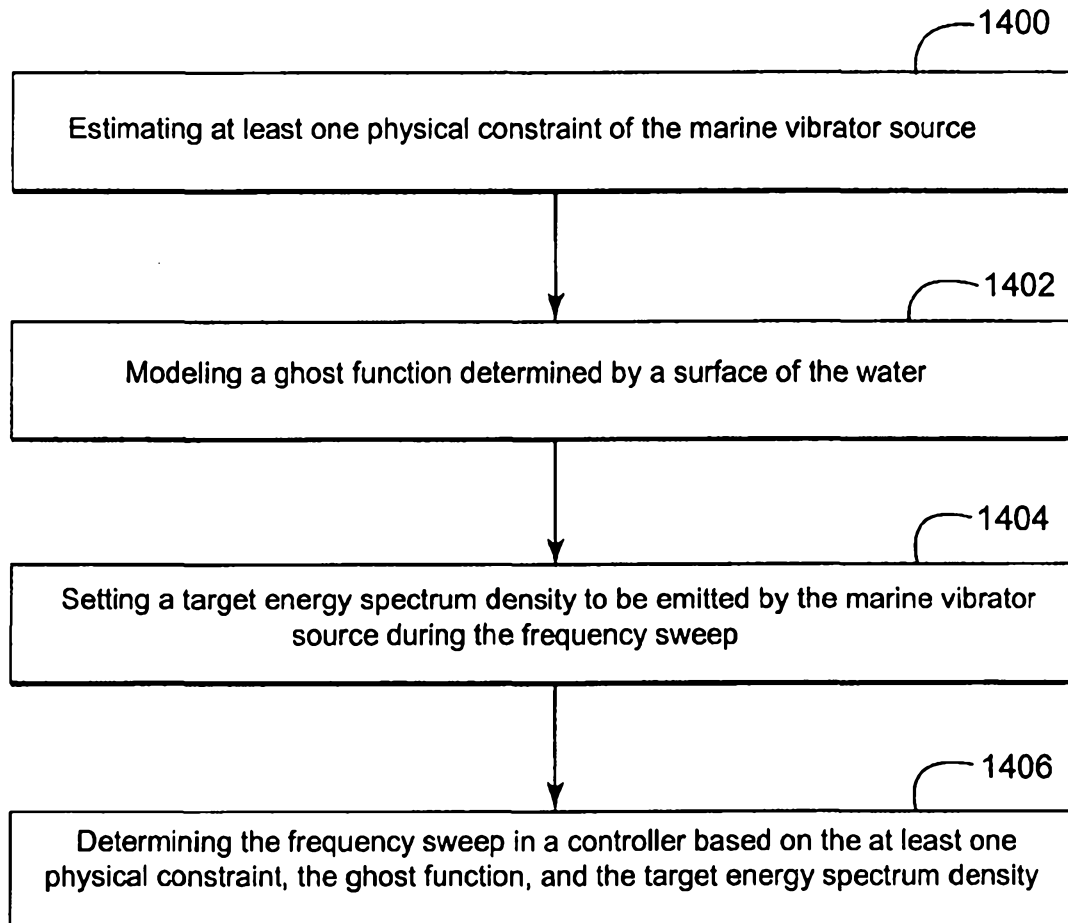 1400
Estimating at least one physical constraint of the marine vibrator source
1402
Modeling a ghost function determined by a surface of the water
1404
Setting a target energy spectrum density to be emitted by the marine vibrator
source during the frequency sweep
1406
Determining the frequency sweep in a controller based on the at least one
physical constraint, the ghost function, and the target energy spectrum density